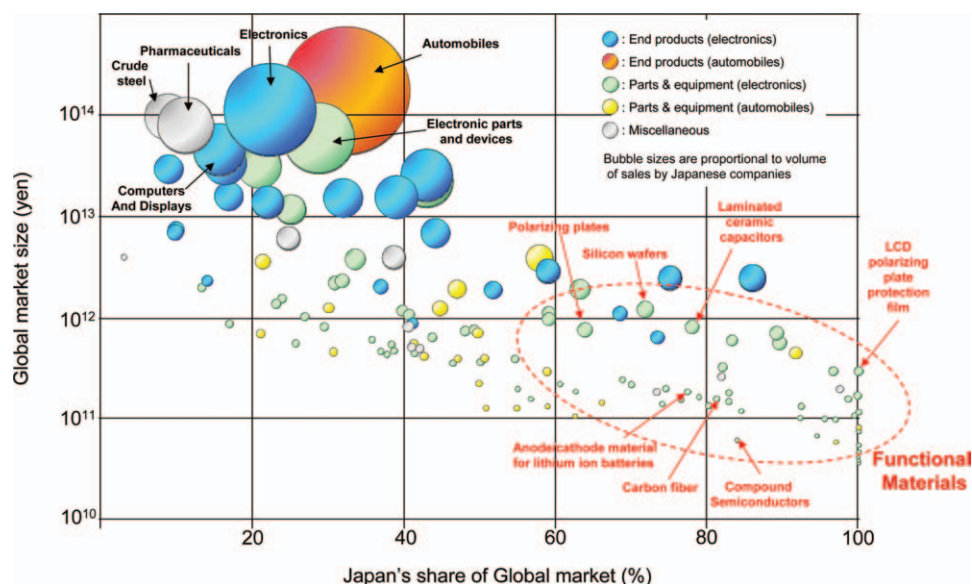 Electronics
Pharmaceuticals
Automobiles
Crude
steel
: End products (electronics)
: End products (automobiles)
: Parts & equipment (electronics)
: Parts & equipment (automobiles)
: Miscellaneous
Bubble sizes are proportional to volume
of sales by Japanese companies
Electronic parts
and devices
Computers
And Displays
Polarizing plates
Silicon wafers
Laminated
ceramic
capacitors
LCD
polarizing
plate
protection
film
Anode/cathode material
for lithium ion batteries
Carbon fiber
Compound
Semiconductors
Functional
Materials
Global market size (yen)
10¹⁴
10¹³
10¹²
10¹¹
10¹⁰
20
40
60
80
100
Japan's share of Global market (%)